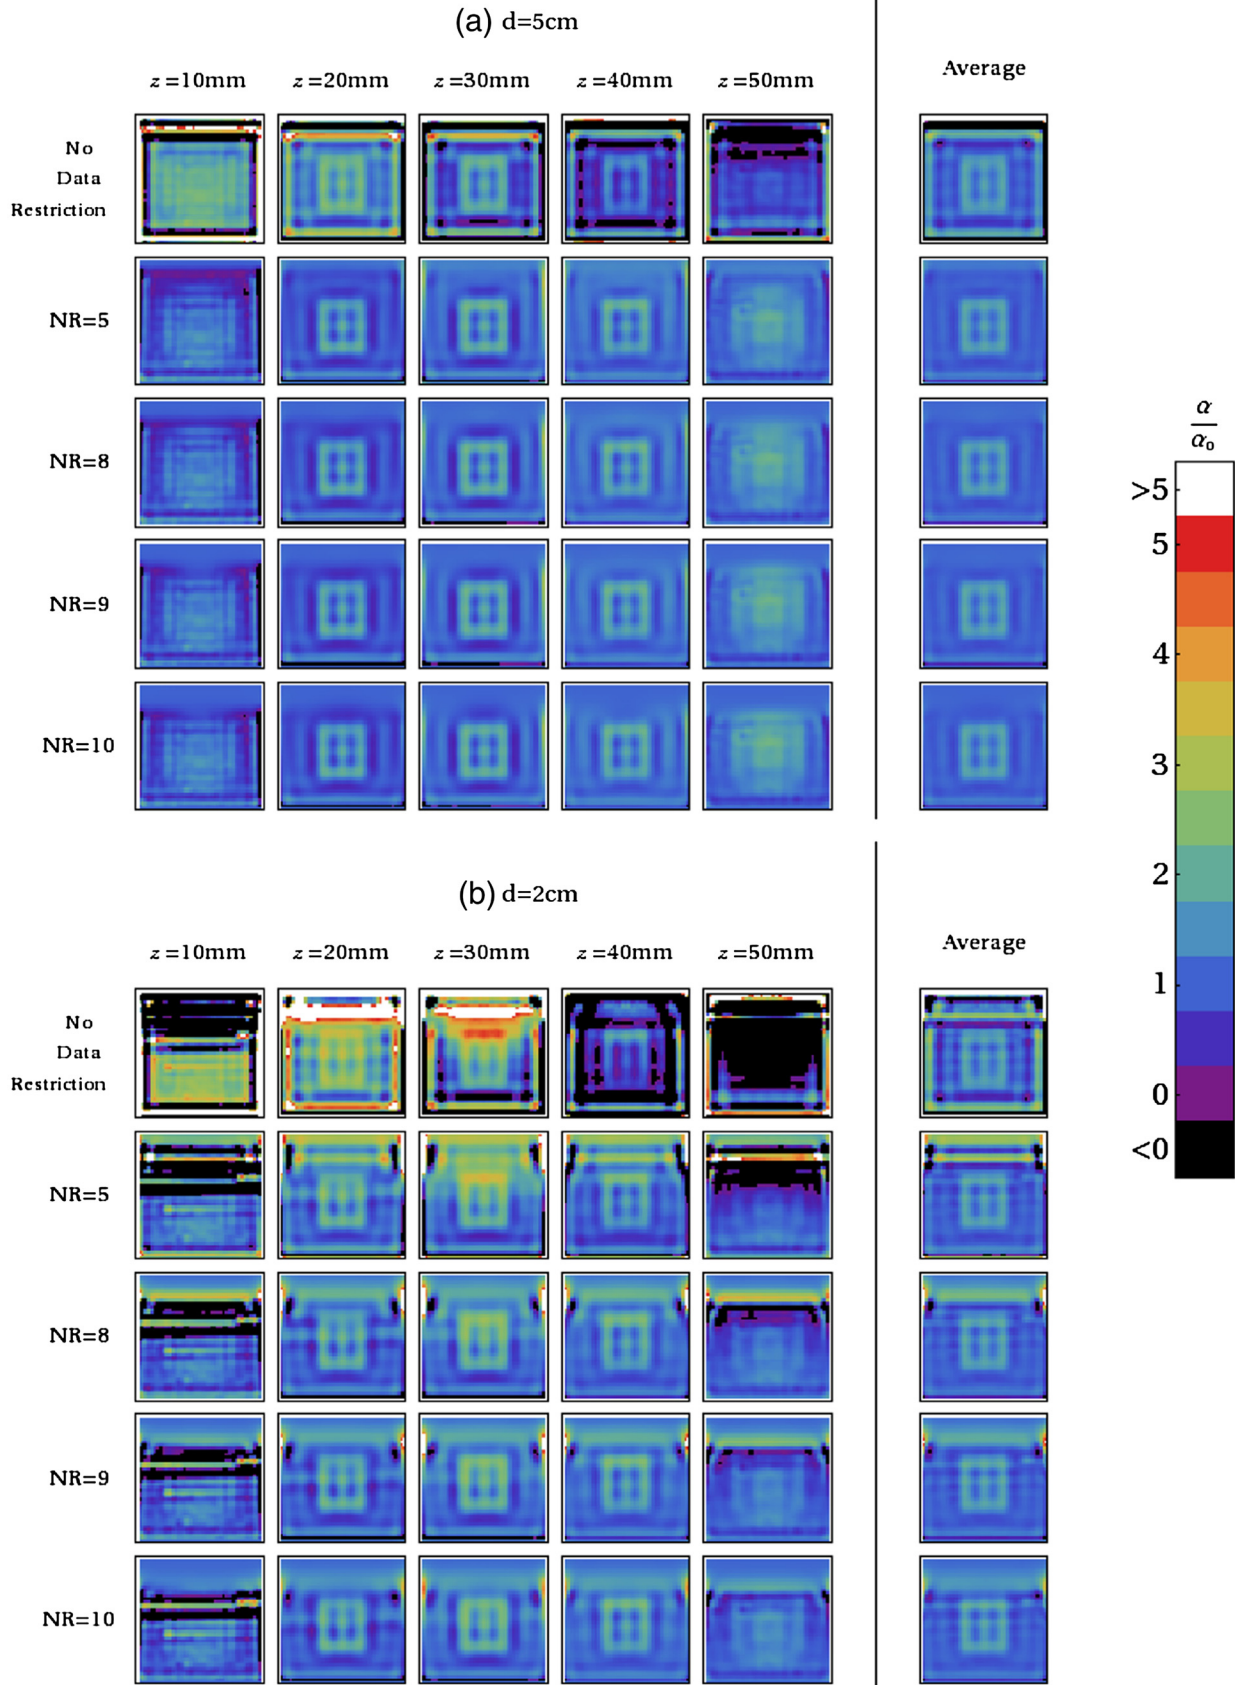 (a) d=5cm
z=10mm z=20mm z=30mm z=40mm z=50mm Average
No
Data
Restriction
NR=5
NR=8
NR=9
NR=10
α
α₀
>5
5
4
3
2
1
0
<0
(b) d=2cm
z=10mm z=20mm z=30mm z=40mm z=50mm Average
No
Data
Restriction
NR=5
NR=8
NR=9
NR=10